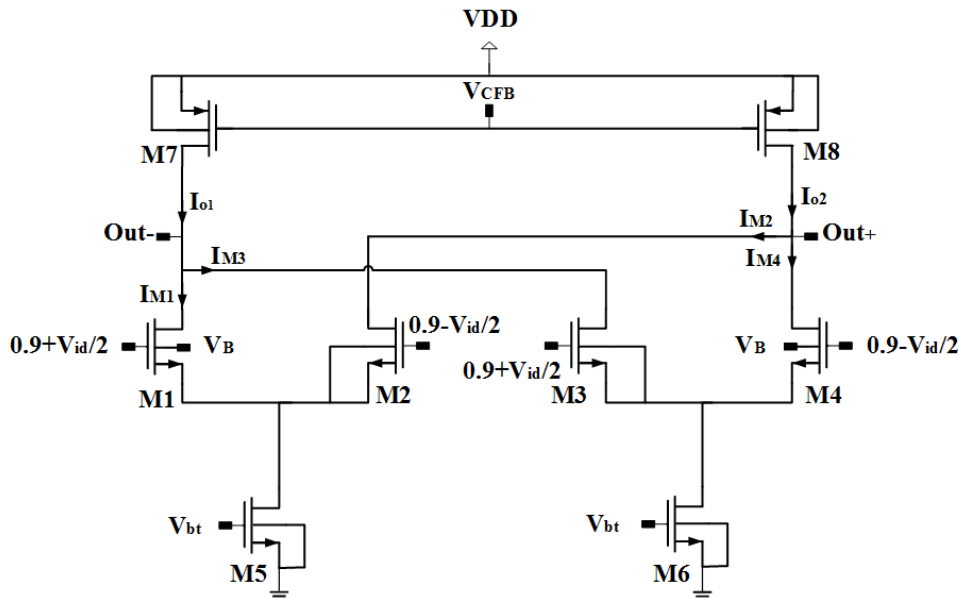 VDD
VCFB
M7
M8
Io1
Io2
Out-
IM2
Out+
IM3
IM4
IM1
0.9+Vid/2
VB
0.9-Vid/2
VB
0.9-Vid/2
0.9+Vid/2
M1
M2
M3
M4
Vbt
Vbt
M5
M6